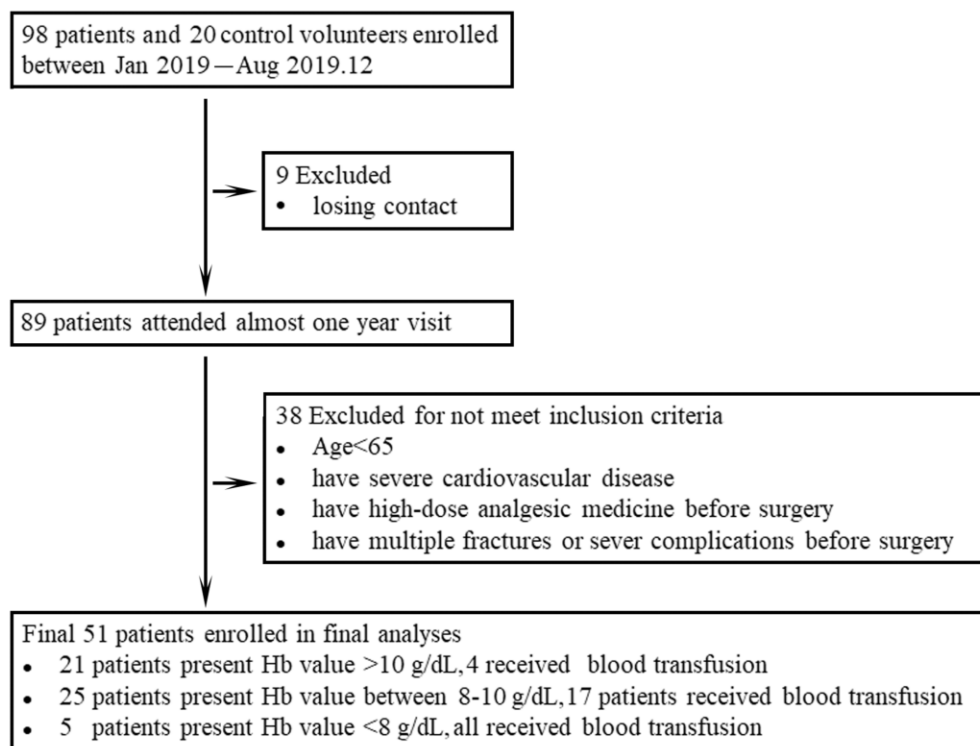 98 patients and 20 control volunteers enrolled
between Jan 2019—Aug 2019.12
9 Excluded
• losing contact
89 patients attended almost one year visit
38 Excluded for not meet inclusion criteria
• Age<65
• have severe cardiovascular disease
• have high-dose analgesic medicine before surgery
• have multiple fractures or sever complications before surgery
Final 51 patients enrolled in final analyses
• 21 patients present Hb value >10 g/dL,4 received blood transfusion
• 25 patients present Hb value between 8-10 g/dL,17 patients received blood transfusion
• 5 patients present Hb value <8 g/dL,all received blood transfusion